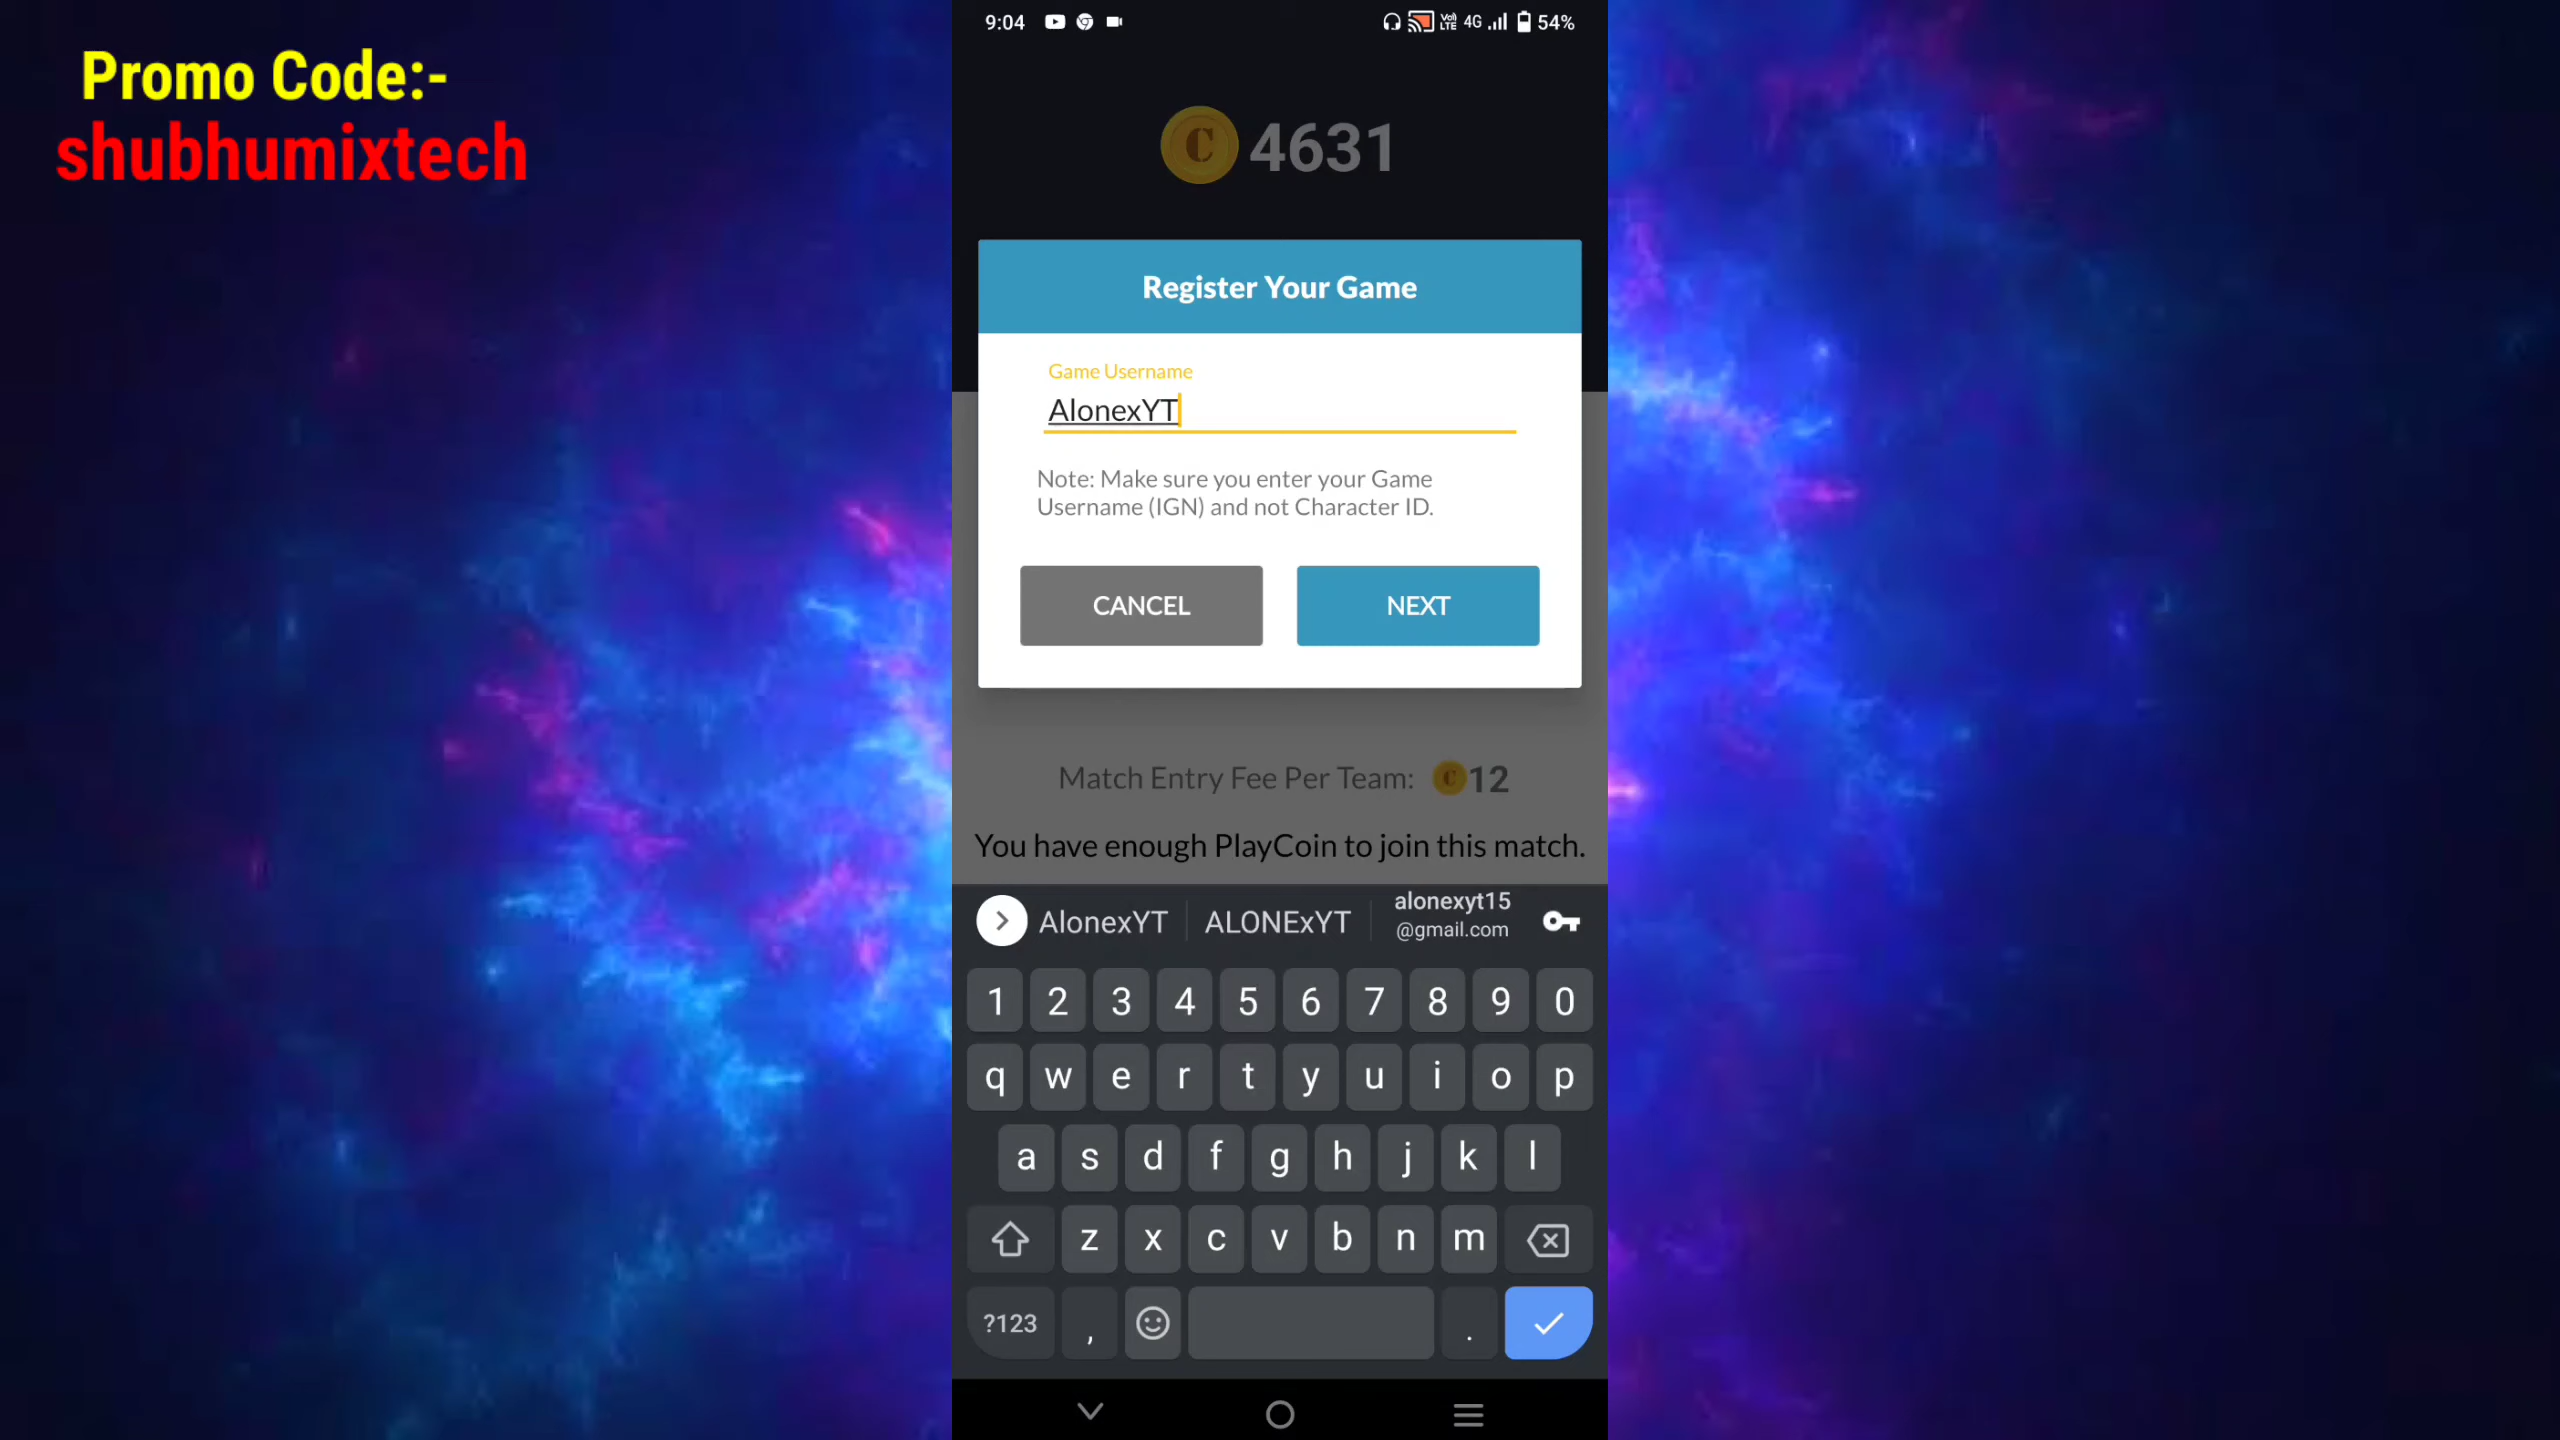 Promo Code:-
shubhumixtech
9:04
Vo) LTE 4G 54%
C 4631
Register Your Game
Game Username
AlonexYT
Note: Make sure you enter your Game
Username (IGN) and not Character ID.
CANCEL NEXT
Match Entry Fee Per Team: C 12
You have enough PlayCoin to join this match.
AlonexYT ALONExYT alonexyt15
@gmail.com
1 2 3 4 5 6 7 8 9 0
q w e r t y u i o p
a s d f g h j k l
z x c v b n m
?123 , .